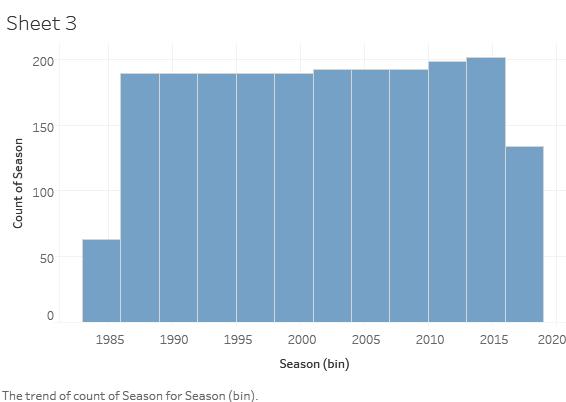 Sheet 3
200
150
100
50
0
Count of Season
1985 1990 1995 2000 2005 2010 2015 2020
Season (bin)
The trend of count of Season for Season (bin).